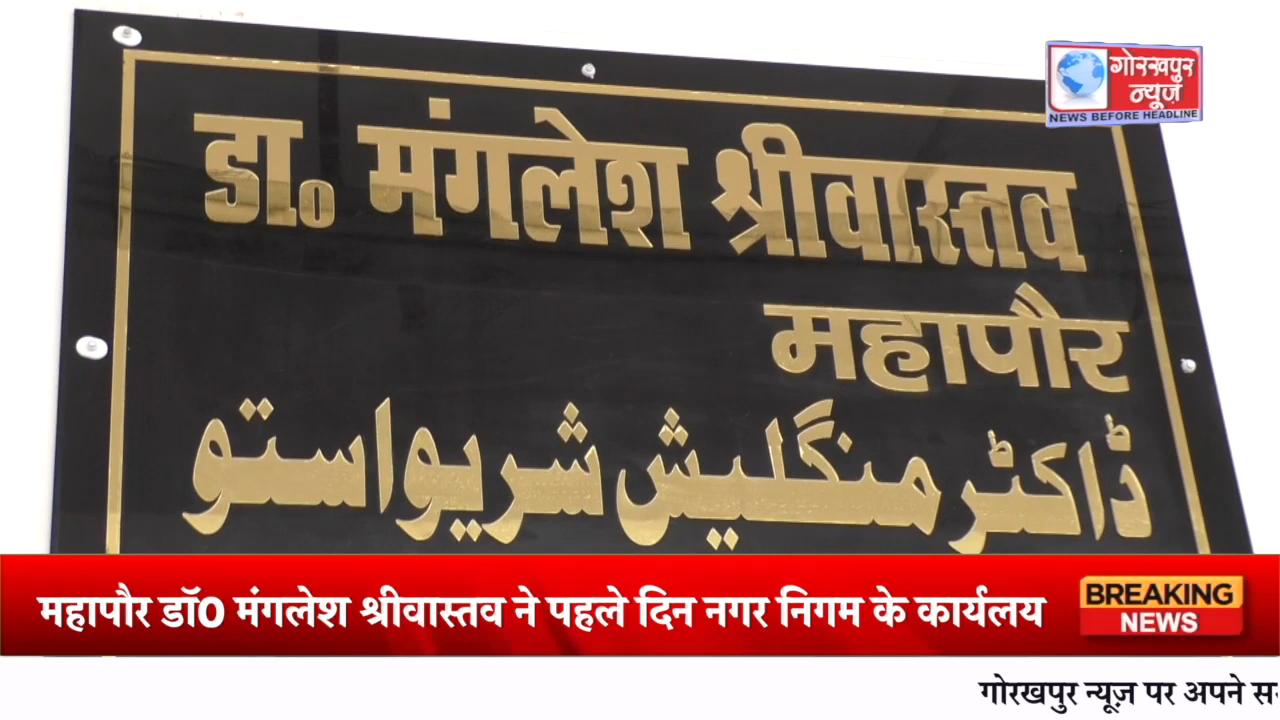 गोरखपुर
न्यूज़
NEWS BEFORE HEADLINE
डा० मंगलेश श्रीवास्तव
महापौर
ڈاکٹر منگلیش شریواستو
महापौर डॉ0 मंगलेश श्रीवास्तव ने पहले दिन नगर निगम के कार्यलय
BREAKING
NEWS
गोरखपुर न्यूज़ पर अपने